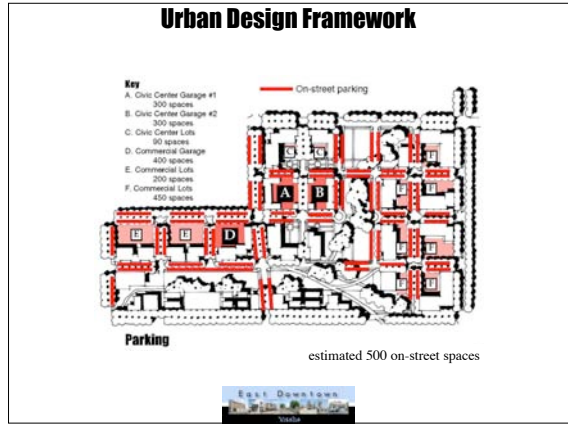 Urban Design Framework
Key
A. Civic Center Garage #1
300 spaces
B. Civic Center Garage #2
300 spaces
C. Civic Center Lots
90 spaces
D. Commercial Garage
400 spaces
E. Commercial Lots
200 spaces
F. Commercial Lots
450 spaces
On-street parking
C C F
A B F F
E E D F F
F F
Parking
estimated 500 on-street spaces
East Downtown